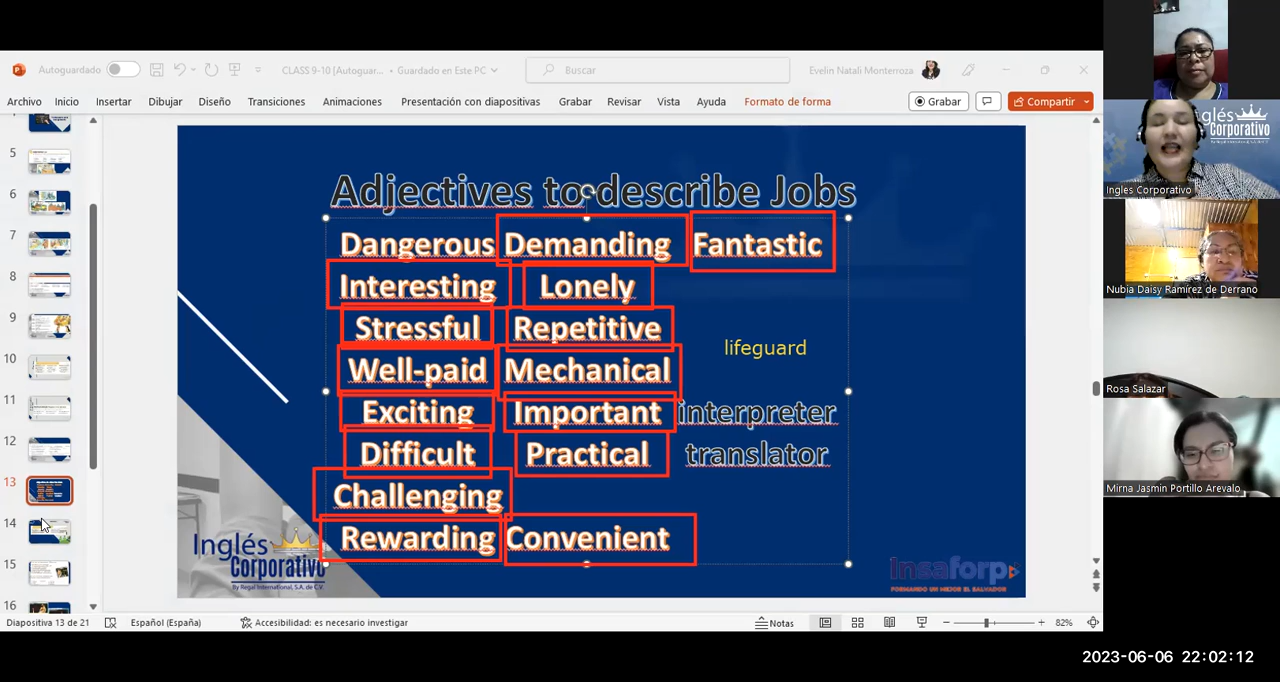 Autoguardado
CLASS 9-10 [Autoguar... • Guardado en Este PC
Buscar
Evelin Natali Monterroza
Archivo Inicio Insertar Dibujar Diseño Transiciones Animaciones Presentación con diapositivas Grabar Revisar Vista Ayuda Formato de forma
Grabar
Compartir
5
6
7
8
9
10
11
12
13
14
15
16
Adjectives to describe Jobs
Dangerous Demanding Fantastic
Interesting Lonely
Stressful Repetitive
lifeguard
Well-paid Mechanical
Exciting Important interpreter
Difficult Practical translator
Challenging
Rewarding Convenient
Inglés
Corporativo
By Regal International, S.A. de C.V.
Insaforp
FORMANDO UN MEJOR EL SALVADOR
Diapositiva 13 de 21
Español (España)
Accesibilidad: es necesario investigar
Notas
82%
nglés
Corporativo
Ingles Corporativo
Nubia Daisy Ramírez de Derrano
Rosa Salazar
Mirna Jasmin Portillo Arevalo
2023-06-06 22:02:12